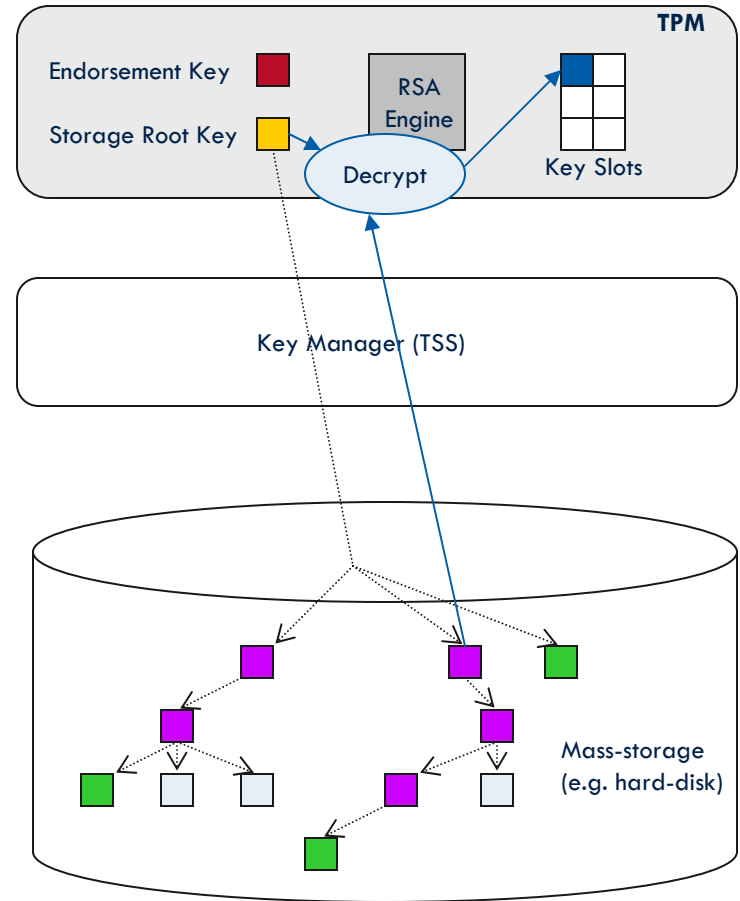 TPM
Endorsement Key
RSA
Engine
Storage Root Key
Decrypt
Key Slots
Key Manager (TSS)
Mass-storage
(e.g. hard-disk)